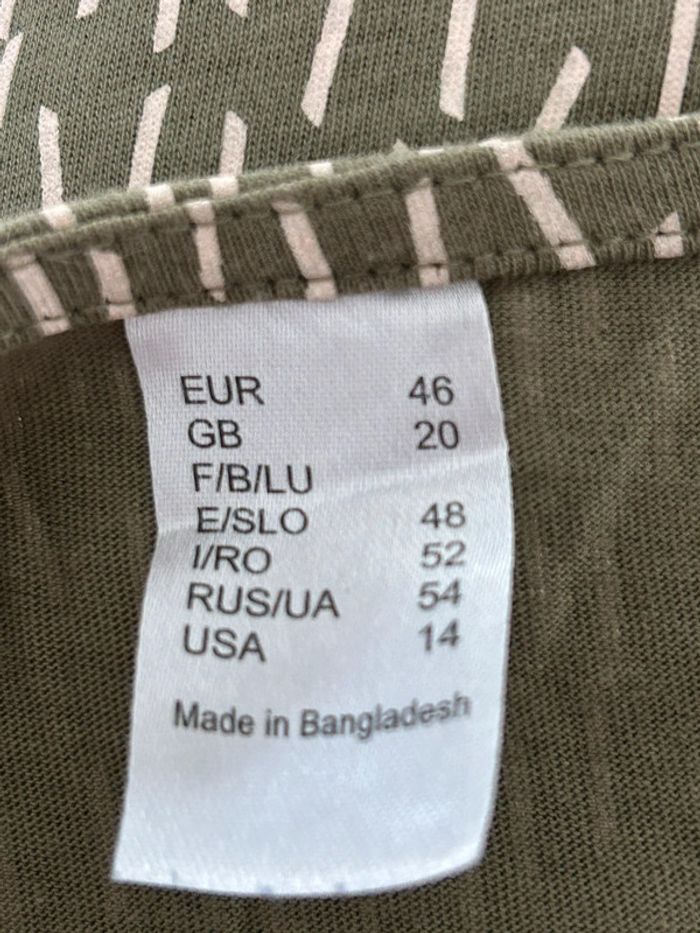 EUR 46
GB 20
F/B/LU
E/SLO 48
I/RO 52
RUS/UA 54
USA 14
Made in Bangladesh